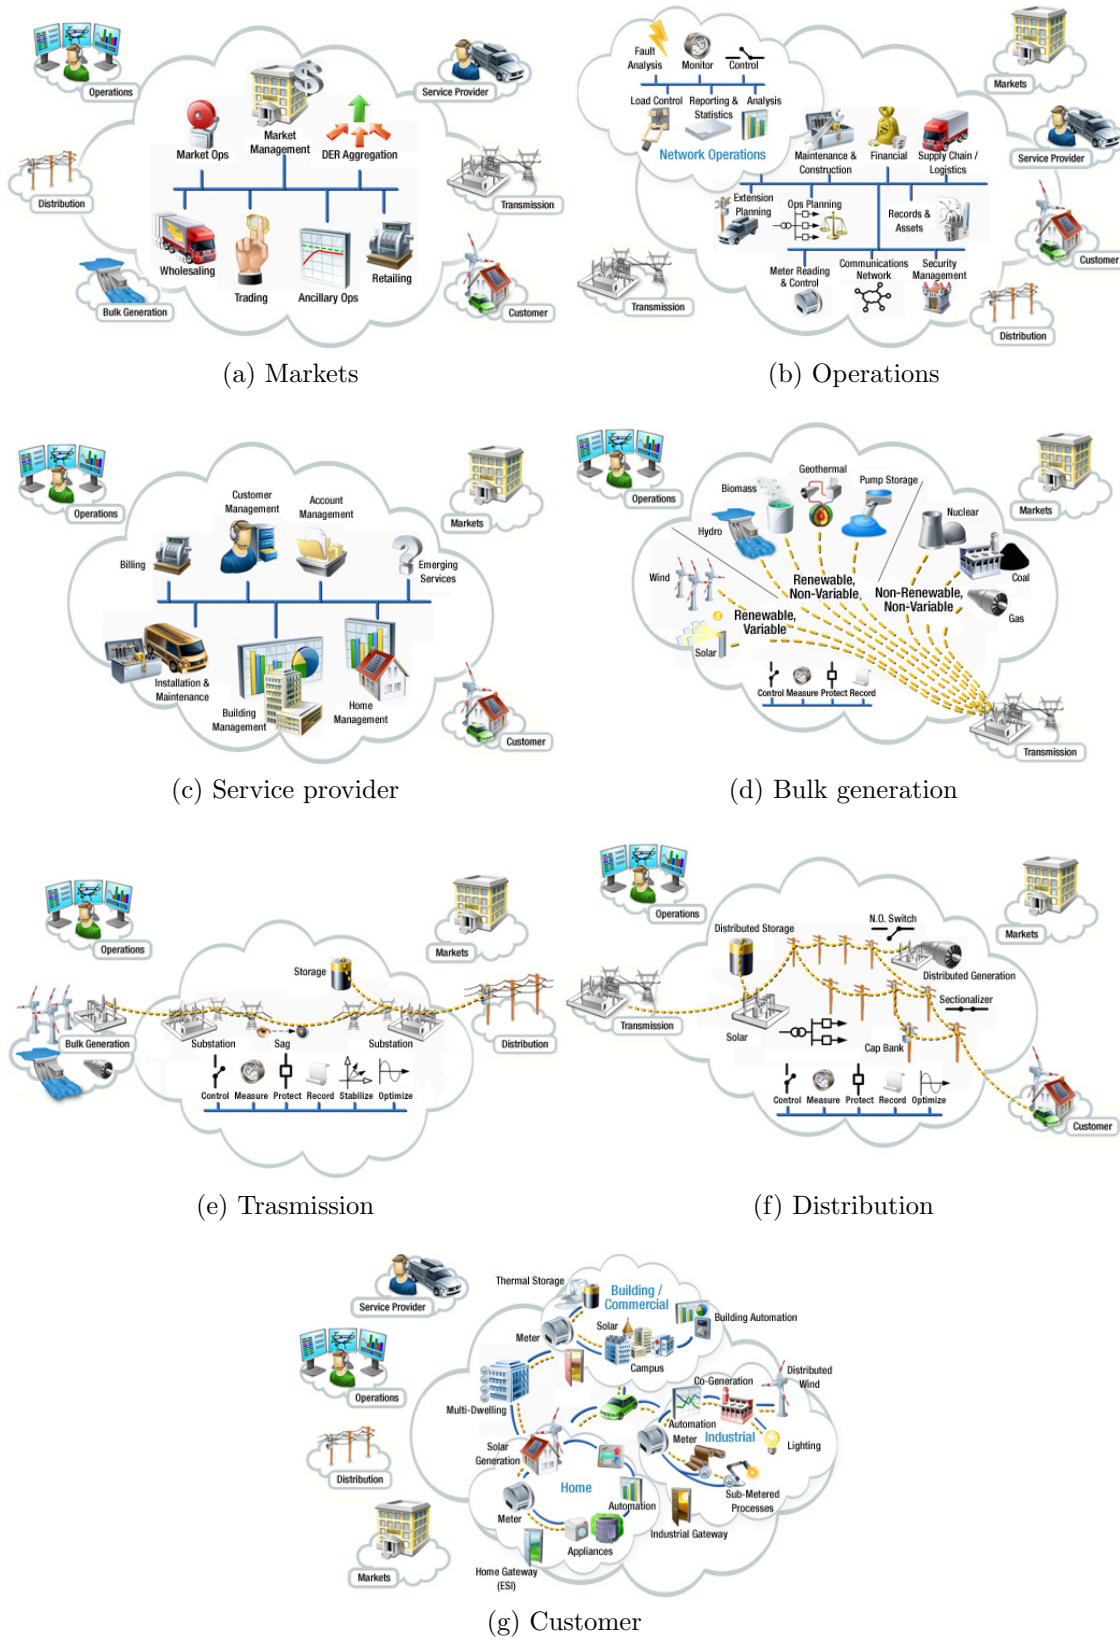 Operations
Service Provider
Market Ops
Market
Management
DER Aggregation
Distribution
Transmission
Wholesaling
Trading
Ancillary Ops
Retailing
Bulk Generation
Customer
(a) Markets
Fault
Analysis
Monitor
Control
Load Control
Reporting &
Statistics
Analysis
Network Operations
Markets
Maintenance &
Construction
Financial
Supply Chain /
Logistics
Service Provider
Extension
Planning
Ops Planning
Records &
Assets
Customer
Transmission
Meter Reading
& Control
Communications
Network
Security
Management
Distribution
(b) Operations
Operations
Customer
Management
Account
Management
Markets
Billing
Emerging
Services
Installation &
Maintenance
Building
Management
Home
Management
Customer
(c) Service provider
Operations
Biomass
Geothermal
Pump Storage
Markets
Hydro
Nuclear
Wind
Renewable,
Non-Variable
Non-Renewable,
Non-Variable
Coal
Gas
Renewable,
Variable
Solar
Control
Measure
Protect
Record
Transmission
(d) Bulk generation
Operations
Markets
Storage
Bulk Generation
Substation
Sag
Substation
Distribution
Control
Measure
Protect
Record
Stabilize
Optimize
(e) Trasmission
Operations
Markets
Distributed Storage
N.O. Switch
Distributed Generation
Transmission
Solar
Sectionalizer
Cap Bank
Control
Measure
Protect
Record
Optimize
Customer
(f) Distribution
Service Provider
Operations
Distribution
Markets
Thermal Storage
Building /
Commercial
Building Automation
Meter
Solar
Campus
Multi-Dwelling
Co-Generation
Distributed
Wind
Automation
Meter
Industrial
Lighting
Solar
Generation
Home
Sub-Metered
Processes
Meter
Automation
Industrial Gateway
Appliances
Home Gateway
(ESI)
(g) Customer